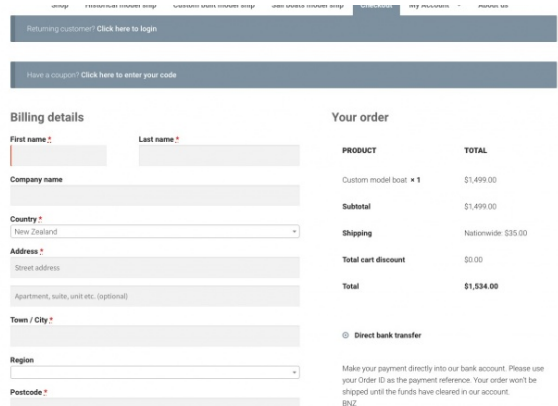 Shop Historical model ship Custom built model ship Sail boats model ship Checkout My Account About us
Returning customer? Click here to login
Have a coupon? Click here to enter your code
Billing details
First name * Last name *
Company name
Country *
New Zealand
Address *
Street address
Apartment, suite, unit etc. (optional)
Town / City *
Region
Postcode *
Your order
PRODUCT TOTAL
Custom model boat × 1 $1,499.00
Subtotal $1,499.00
Shipping Nationwide: $35.00
Total cart discount $0.00
Total $1,534.00
Direct bank transfer
Make your payment directly into our bank account. Please use
your Order ID as the payment reference. Your order won't be
shipped until the funds have cleared in our account.
BNZ